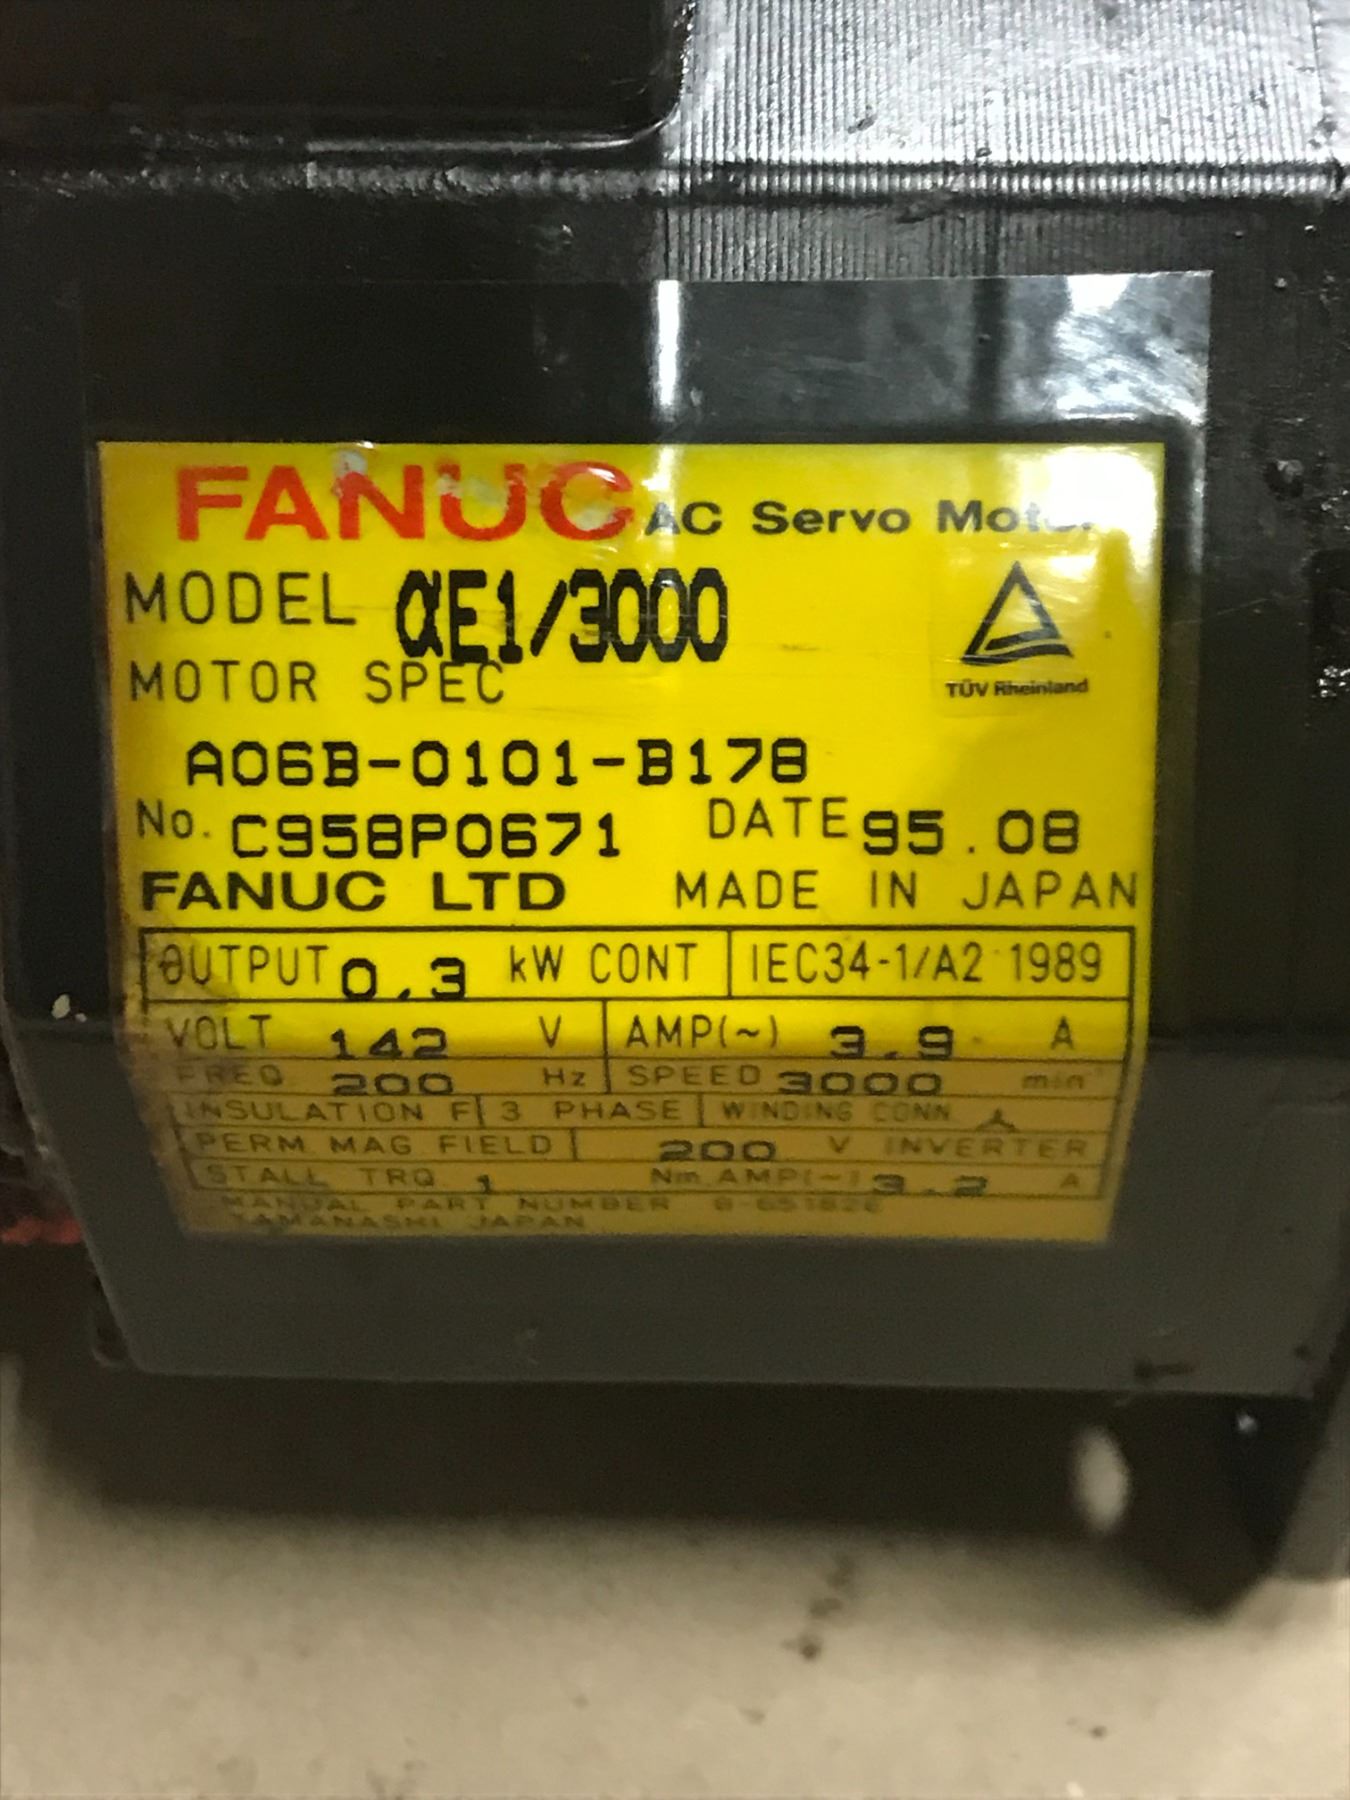 FANUC AC Servo Motor
MODEL αE1/3000
TÜV Rheinland
MOTOR SPEC
A06B-0101-B178
No. C958P0671 DATE 95.08
FANUC LTD MADE IN JAPAN
OUTPUT 0.3 kW CONT IEC34-1/A2 1989
VOLT 142 V AMP(~) 3.9 A
FREQ 200 Hz SPEED 3000 min⁻¹
INSULATION F 3 PHASE WINDING CONN.
PERM. MAG FIELD 200 V INVERTER
STALL TRQ. 1 Nm. AMP(~) 3.2 A
MANUAL PART NUMBER
YAMANASHI JAPAN